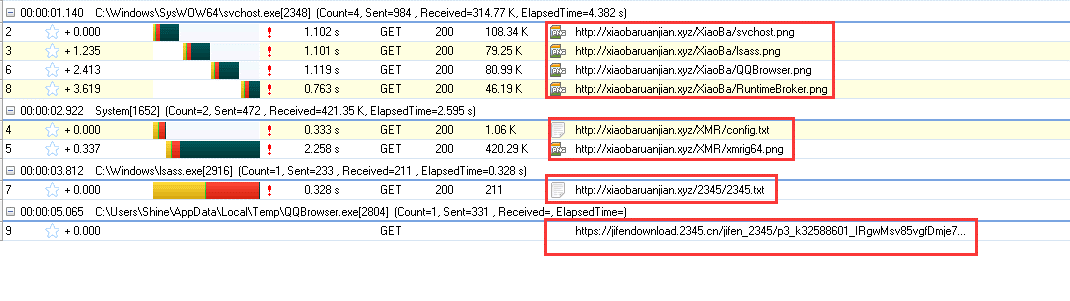 00:00:01.140 C:\Windows\SysWOW64\svchost.exe[2348] (Count=4, Sent=984 , Received=314.77 K, ElapsedTime=4.382 s)
2 + 0.000 ! 1.102 s GET 200 108.34 K http://xiaobaruanjian.xyz/XiaoBa/svchost.png
3 + 1.235 ! 1.101 s GET 200 79.25 K http://xiaobaruanjian.xyz/XiaoBa/lsass.png
6 + 2.413 ! 1.119 s GET 200 80.99 K http://xiaobaruanjian.xyz/XiaoBa/QQBrowser.png
8 + 3.619 ! 0.763 s GET 200 46.19 K http://xiaobaruanjian.xyz/XiaoBa/RuntimeBroker.png
00:00:02.922 System[1652] (Count=2, Sent=472 , Received=421.35 K, ElapsedTime=2.595 s)
4 + 0.000 ! 0.333 s GET 200 1.06 K http://xiaobaruanjian.xyz/XMR/config.txt
5 + 0.337 ! 2.258 s GET 200 420.29 K http://xiaobaruanjian.xyz/XMR/xmrig64.png
00:00:03.812 C:\Windows\lsass.exe[2916] (Count=1, Sent=233 , Received=211 , ElapsedTime=0.328 s)
7 + 0.000 ! 0.328 s GET 200 211 http://xiaobaruanjian.xyz/2345/2345.txt
00:00:05.065 C:\Users\Shine\AppData\Local\Temp\QQBrowser.exe[2804] (Count=1, Sent=331 , Received=, ElapsedTime=)
9 + 0.000 GET https://jifendownload.2345.cn/jifen_2345/p3_k32588601_lRgwMsv85vgfDmje7...